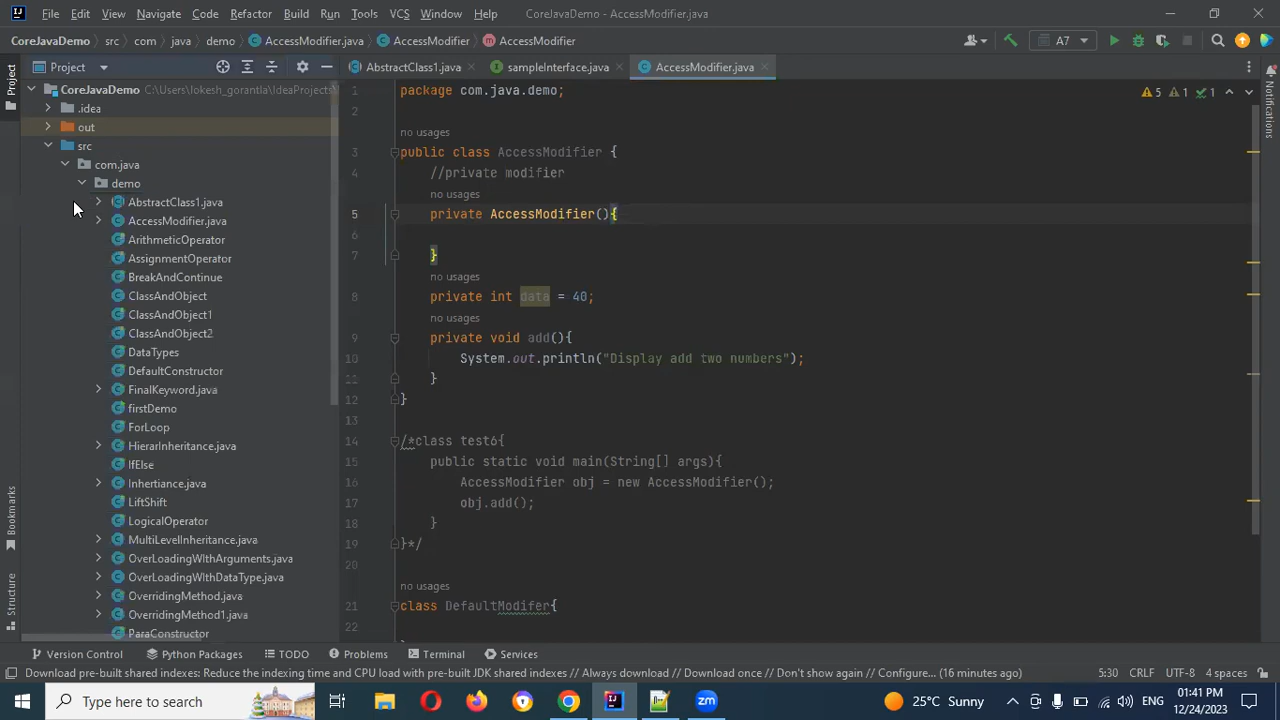 File Edit View Navigate Code Refactor Build Run Tools VCS Window Help CoreJavaDemo - AccessModifier.java
CoreJavaDemo src com java demo AccessModifier.java AccessModifier AccessModifier A7
Project AbstractClass1.java sampleInterface.java AccessModifier.java
Project
Bookmarks
Structure
Notifications
CoreJavaDemo C:\Users\lokesh_gorantla\IdeaProjects\
.idea
out
src
com.java
demo
AbstractClass1.java
AccessModifier.java
ArithmeticOperator
AssignmentOperator
BreakAndContinue
ClassAndObject
ClassAndObject1
ClassAndObject2
DataTypes
DefaultConstructor
FinalKeyword.java
firstDemo
ForLoop
HierarInheritance.java
IfElse
Inhertiance.java
LiftShift
LogicalOperator
MultiLevelInheritance.java
OverLoadingWIthArguments.java
OverLoadingWIthDataType.java
OverridingMethod.java
OverridingMethod1.java
ParaConstructor
5 1 1
1 package com.java.demo;
2
no usages
3 public class AccessModifier {
4 //private modifier
no usages
5 private AccessModifier(){
6
7 }
no usages
8 private int data = 40;
no usages
9 private void add(){
10 System.out.println("Display add two numbers");
11 }
12 }
13
14 /*class test6{
15 public static void main(String[] args){
16 AccessModifier obj = new AccessModifier();
17 obj.add();
18 }
19 }*/
20
no usages
21 class DefaultModifer{
22
Version Control Python Packages TODO Problems Terminal Services
Download pre-built shared indexes: Reduce the indexing time and CPU load with pre-built JDK shared indexes // Always download // Download once // Don't show again // Configure... (16 minutes ago) 5:30 CRLF UTF-8 4 spaces
Type here to search zm 25°C Sunny ENG 01:41 PM
12/24/2023